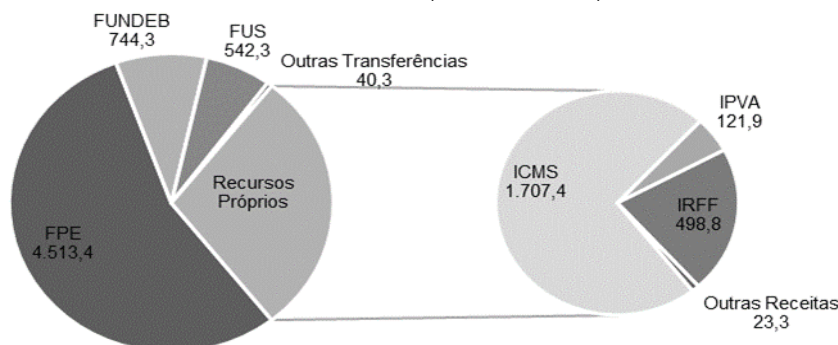 FUNDEB
744,3
FUS
542,3
Outras Transferências
40,3
Recursos
Próprios
FPE
4.513,4
IPVA
121,9
ICMS
1.707,4
IRFF
498,8
Outras Receitas
23,3